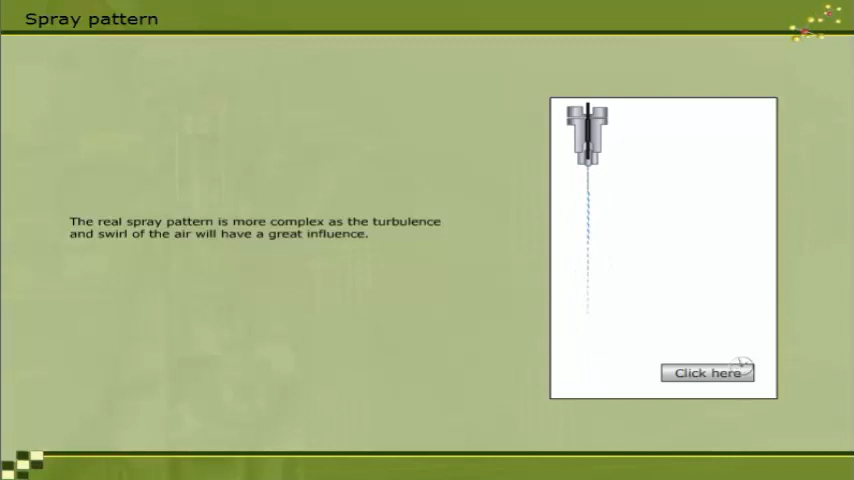 Spray pattern
The real spray pattern is more complex as the turbulence
and swirl of the air will have a great influence.
Click here